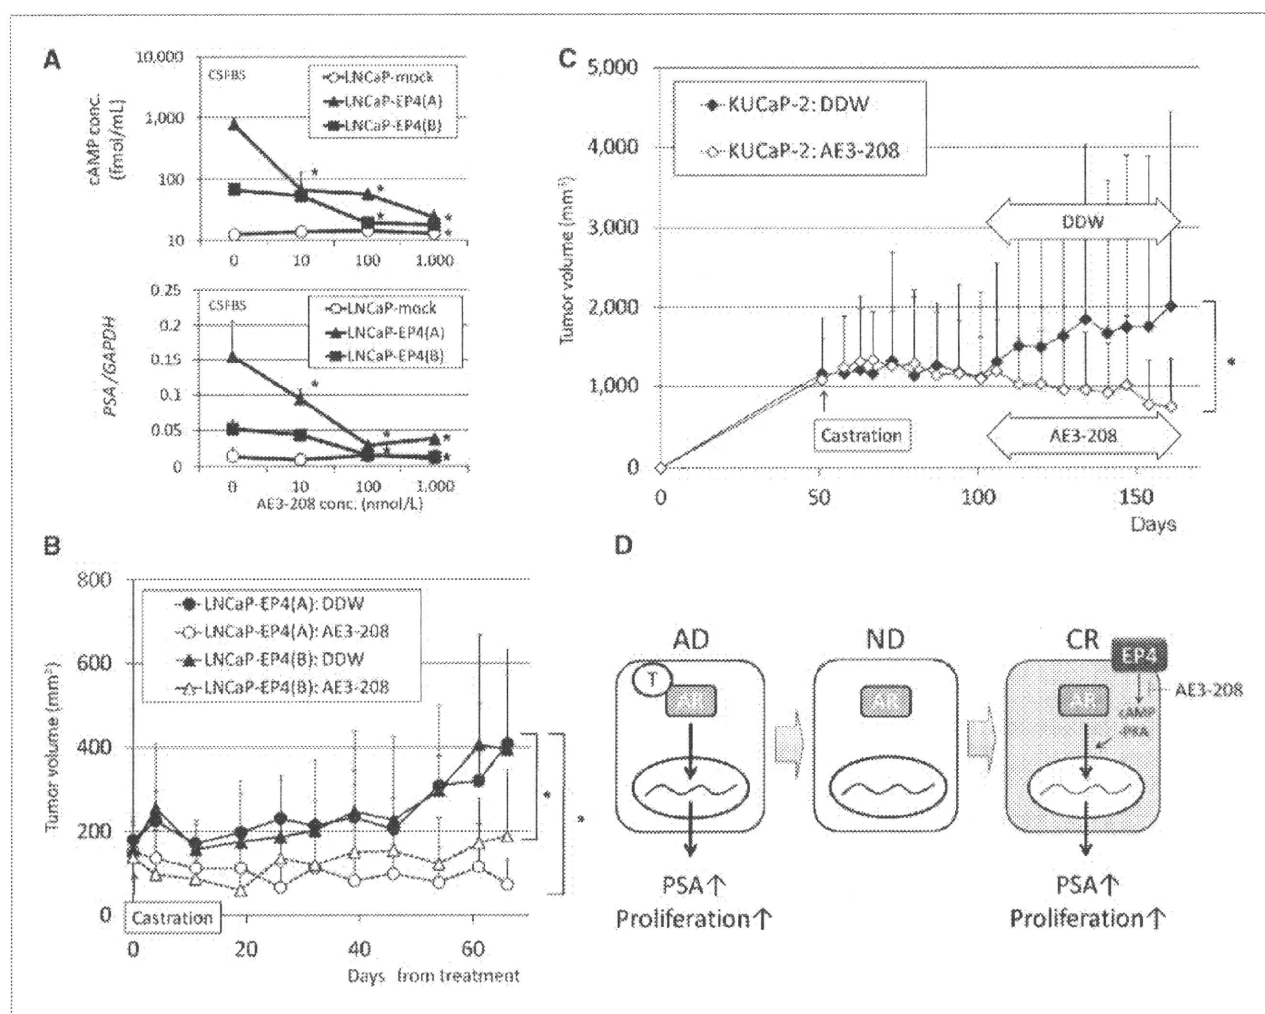 A
10,000
1,000
100
10
cAMP conc.
(fmol/mL)
CSFBS
LNCaP-mock
LNCaP-EP4(A)
LNCaP-EP4(B)
*
*
*
*
*
0 10 100 1.000
0.25
0.2
0.15
0.1
0.05
0
PSA/GAPDH
CSFBS
LNCaP-mock
LNCaP-EP4(A)
LNCaP-EP4(B)
*
*
*
*
*
0 10 100 1.000
AE3-208 conc. (nmol/L)
B
800
600
400
200
0
Tumor volume (mm³)
LNCaP-EP4(A): DDW
LNCaP-EP4(A): AE3-208
LNCaP-EP4(B): DDW
LNCaP-EP4(B): AE3-208
*
*
Castration
0 20 40 60
Days from treatment
C
5,000
4,000
3,000
2,000
1,000
0
Tumor volume (mm³)
KUCaP-2: DDW
KUCaP-2: AE3-208
DDW
*
Castration
AE3-208
0 50 100 150
Days
D
AD
T
AR
PSA↑
Proliferation↑
ND
AR
CR
EP4
AR
cAMP
-PKA
AE3-208
PSA↑
Proliferation↑